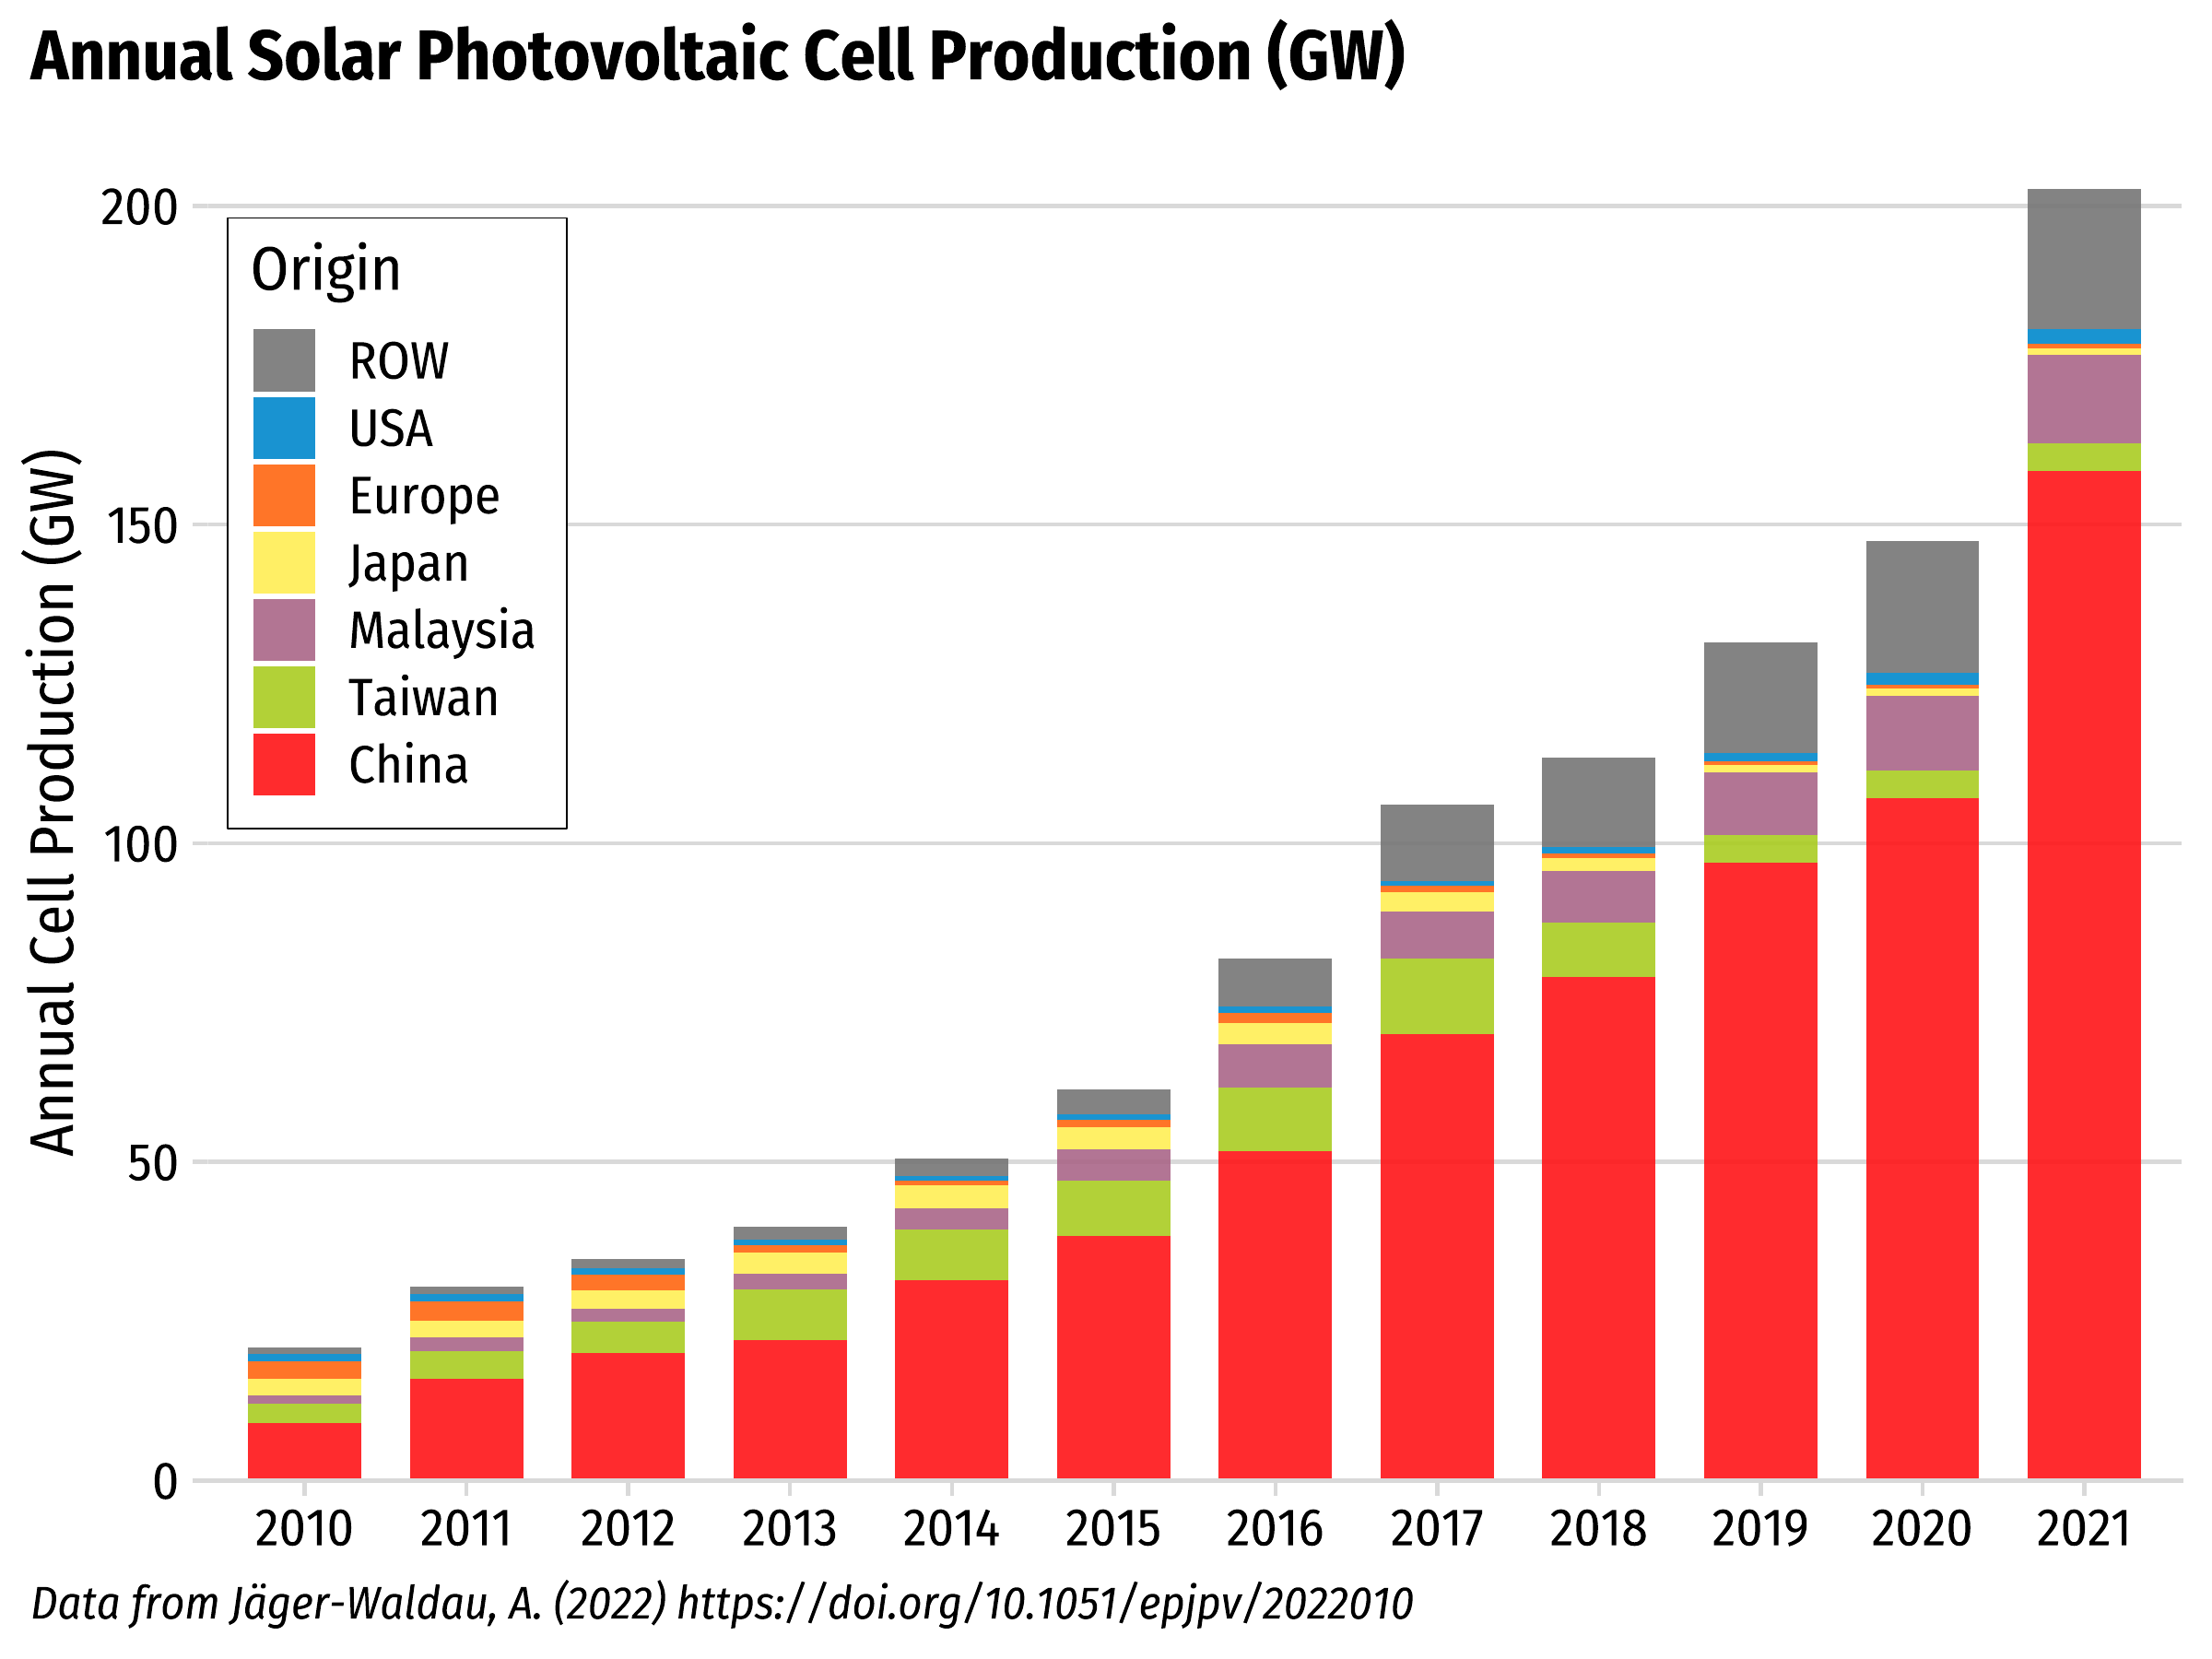 Annual Solar Photovoltaic Cell Production (GW)
Annual Cell Production (GW)
200
150
100
50
0
Origin
ROW
USA
Europe
Japan
Malaysia
Taiwan
China
2010 2011 2012 2013 2014 2015 2016 2017 2018 2019 2020 2021
Data from Jäger-Waldau, A. (2022) https://doi.org/10.1051/epjpv/2022010